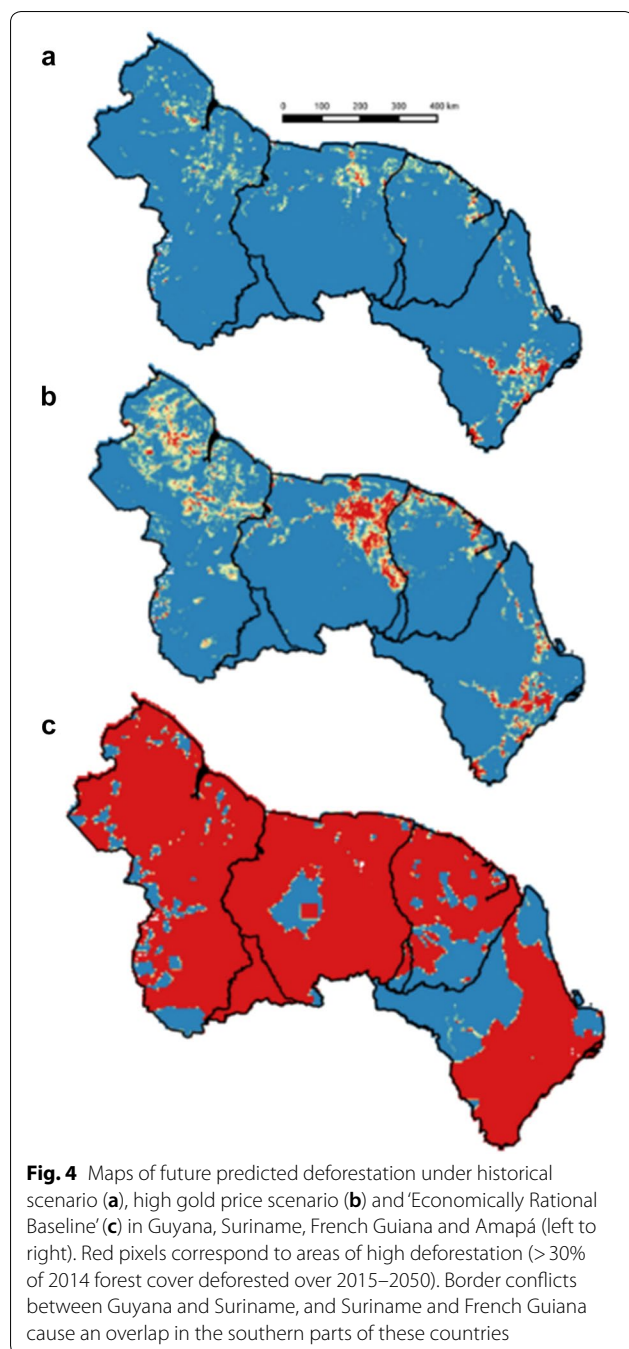 a
0 100 200 300 400 km
b
c
Fig. 4 Maps of future predicted deforestation under historical
scenario (a), high gold price scenario (b) and ‘Economically Rational
Baseline’ (c) in Guyana, Suriname, French Guiana and Amapá (left to
right). Red pixels correspond to areas of high deforestation (> 30%
of 2014 forest cover deforested over 2015–2050). Border conflicts
between Guyana and Suriname, and Suriname and French Guiana
cause an overlap in the southern parts of these countries